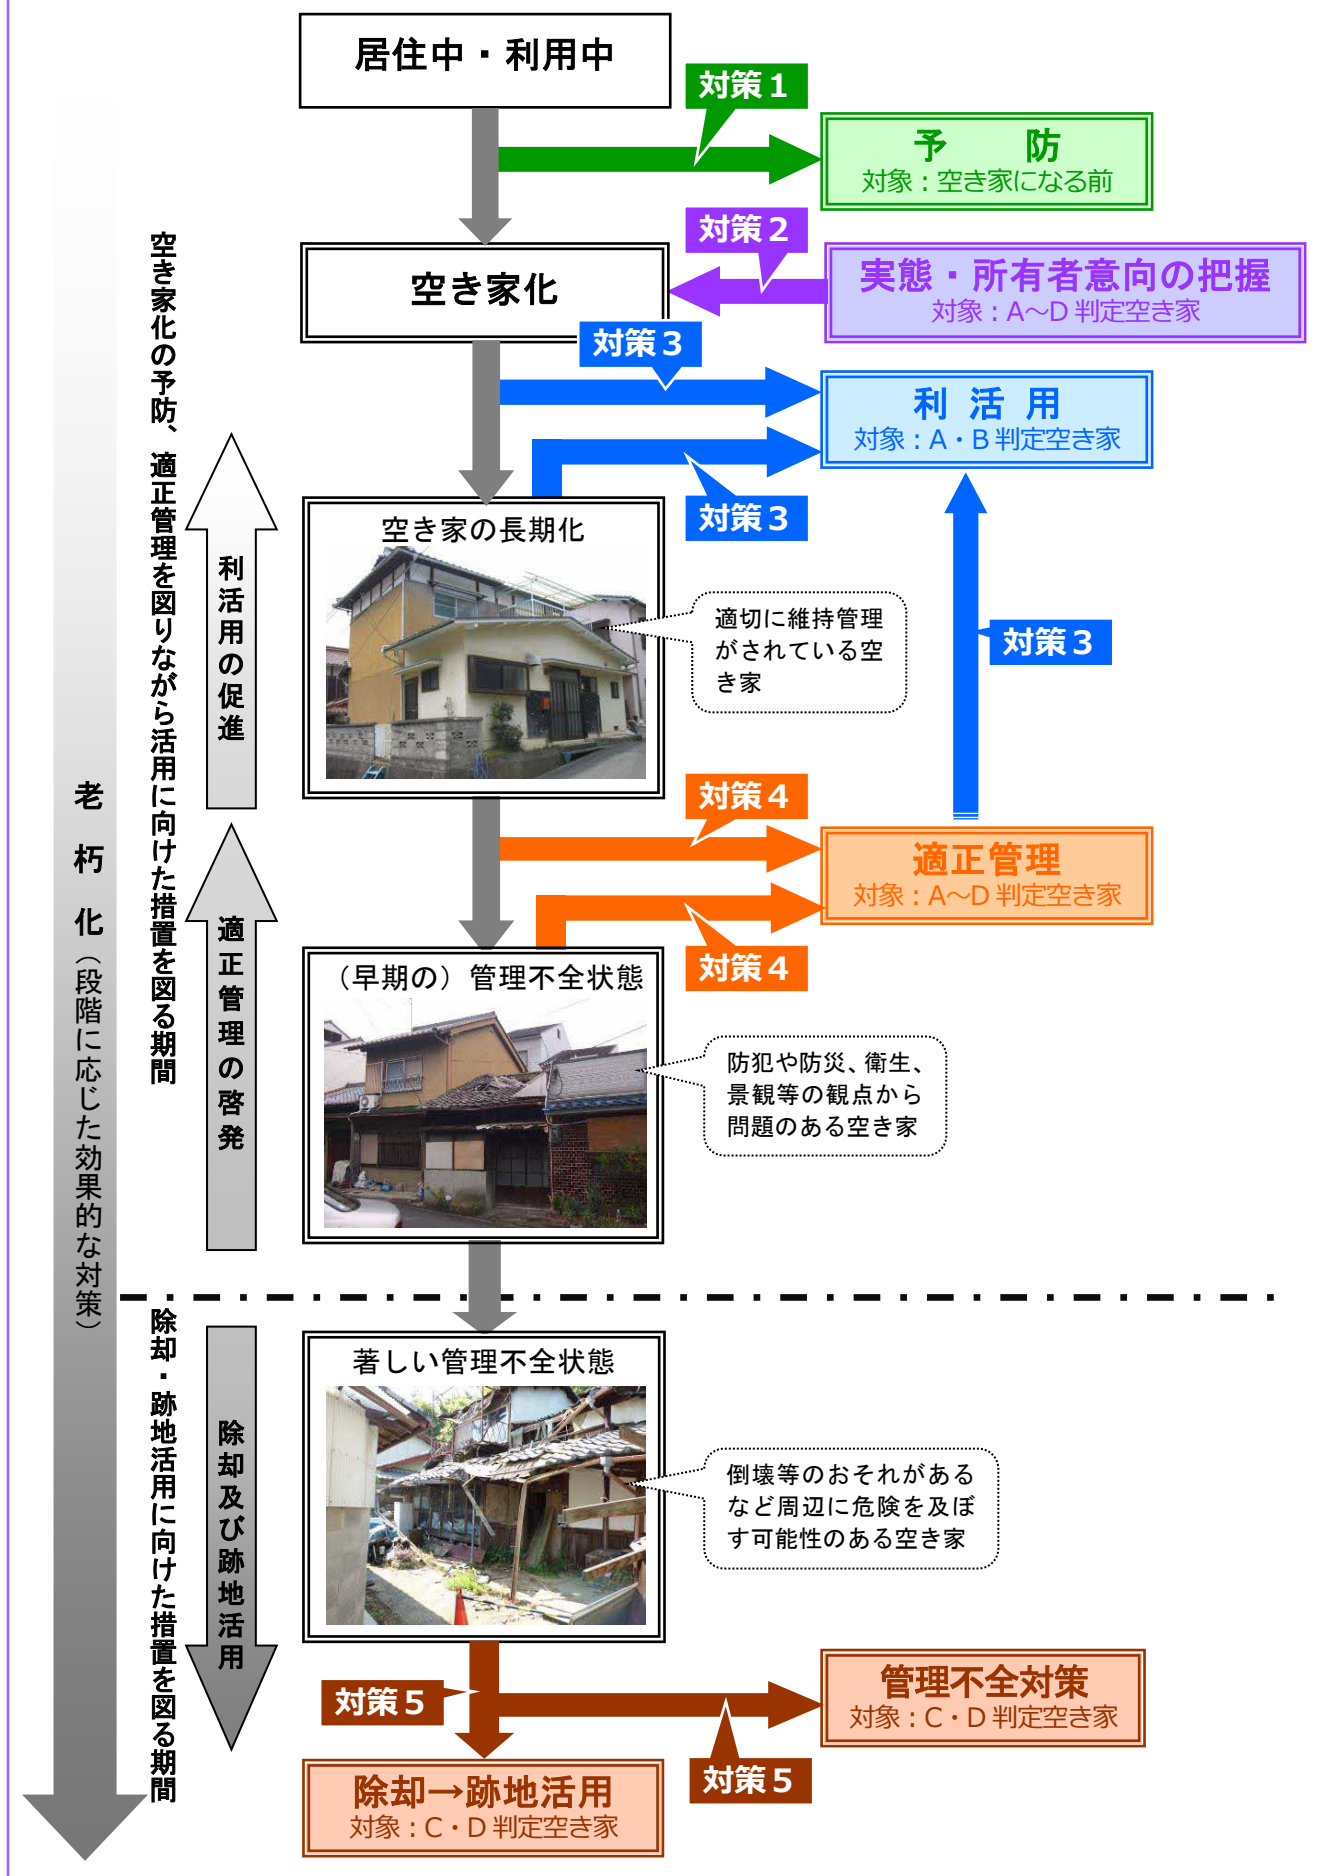 居住中・利用中
対策１
予　防
対象：空き家になる前
対策２
空き家化
実態・所有者意向の把握
対象：A～D 判定空き家
対策３
利 活 用
対象：A・B 判定空き家
対策３
空き家の長期化
適切に維持管理
がされている空
き家
対策３
対策４
適正管理
対象：A～D 判定空き家
対策４
（早期の）管理不全状態
防犯や防災、衛生、
景観等の観点から
問題のある空き家
著しい管理不全状態
倒壊等のおそれがある
など周辺に危険を及ぼ
す可能性のある空き家
対策５
管理不全対策
対象：C・D 判定空き家
対策５
除却→跡地活用
対象：C・D 判定空き家
空き家化の予防、適正管理を図りながら活用に向けた措置を図る期間
利活用の促進
適正管理の啓発
老　朽　化（段階に応じた効果的な対策）
除却・跡地活用に向けた措置を図る期間
除却及び跡地活用